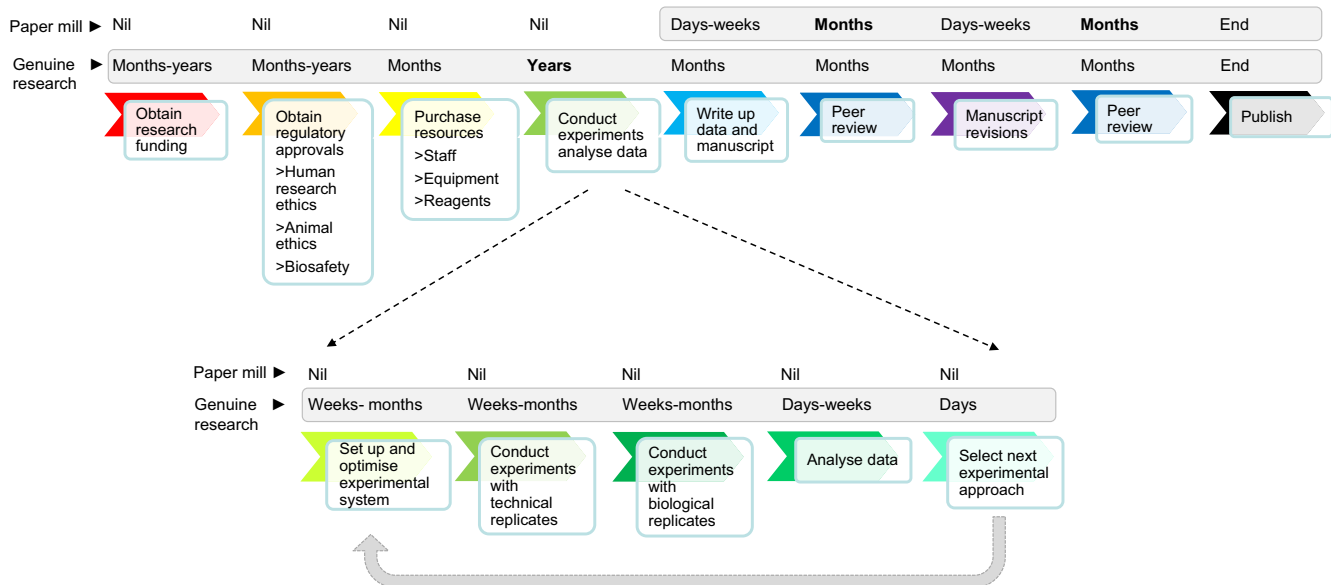 Paper mill ► Nil Nil Nil Nil Days-weeks Months Days-weeks Months End
Genuine research ► Months-years Months-years Months Years Months Months Months Months End
Obtain
research
funding
Obtain
regulatory
approvals
>Human
research
ethics
>Animal
ethics
>Biosafety
Purchase
resources
>Staff
>Equipment
>Reagents
Conduct
experiments
analyse data
Write up
data and
manuscript
Peer
review
Manuscript
revisions
Peer
review
Publish
Paper mill ► Nil Nil Nil Nil Nil
Genuine research ► Weeks- months Weeks-months Weeks-months Days-weeks Days
Set up and
optimise
experimental
system
Conduct
experiments
with
technical
replicates
Conduct
experiments
with
biological
replicates
Analyse data
Select next
experimental
approach